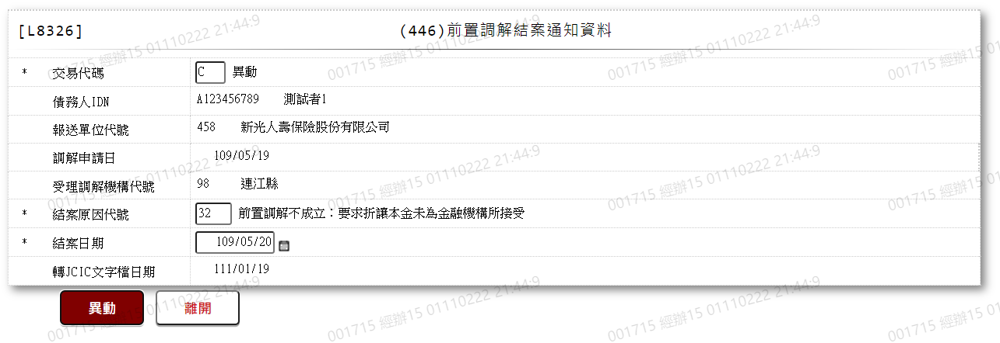 [L8326] (446)前置調解結案通知資料
* 交易代碼 C 異動
債務人IDN A123456789 測試者1
報送單位代號 458 新光人壽保險股份有限公司
調解申請日 109/05/19
受理調解機構代號 98 連江縣
* 結案原因代號 32 前置調解不成立：要求折讓本金未為金融機構所接受
* 結案日期 109/05/20
轉JCIC文字檔日期 111/01/19
異動 離開
001715 經辦15 01110222 21:44:9